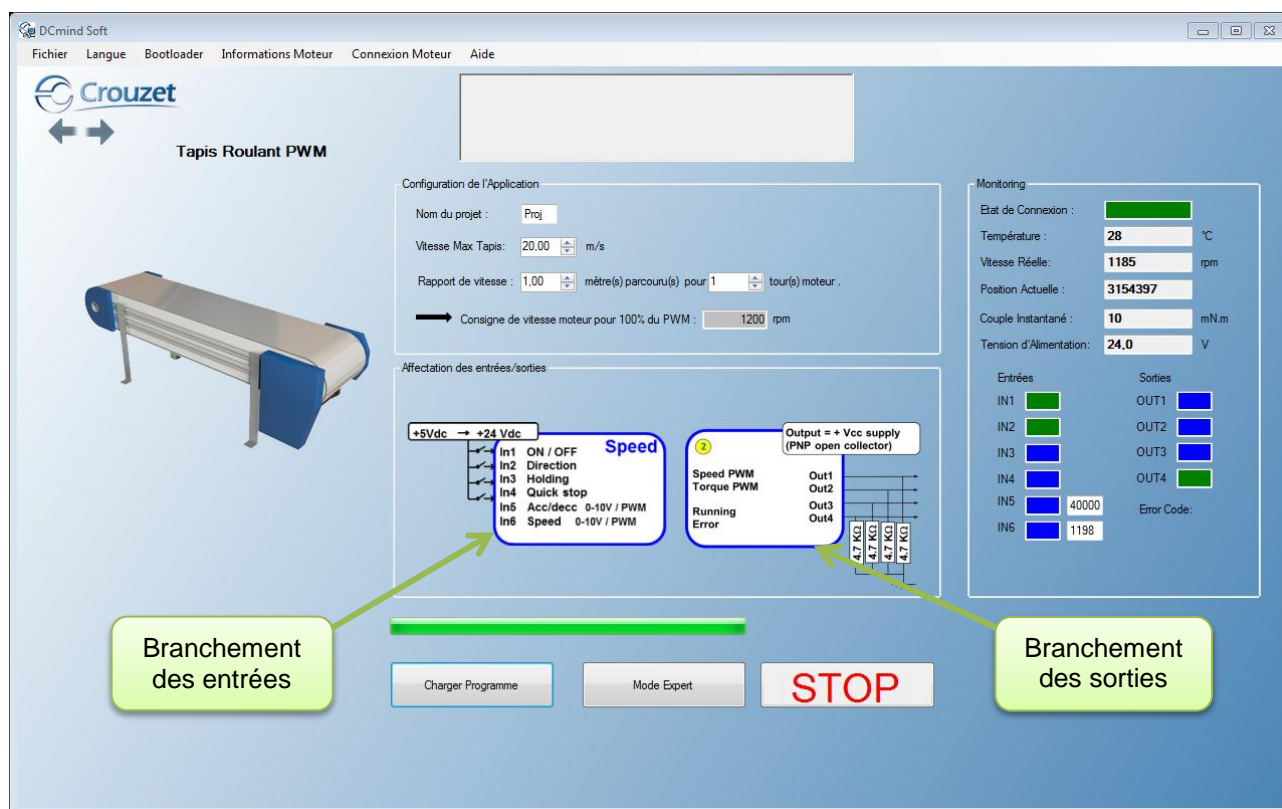 DCmind Soft
Fichier Langue Bootloader Informations Moteur Connexion Moteur Aide
Crouzet
Tapis Roulant PWM
Configuration de l'Application
Nom du projet : Proj
Vitesse Max Tapis: 20,00 m/s
Rapport de vitesse : 1,00 mètre(s) parcouru(s) pour 1 tour(s) moteur .
Consigne de vitesse moteur pour 100% du PWM : 1200 rpm
Affectation des entrées/sorties
+5Vdc → +24 Vdc
Speed
In1 ON / OFF
In2 Direction
In3 Holding
In4 Quick stop
In5 Acc/decc 0-10V / PWM
In6 Speed 0-10V / PWM
2
Output = + Vcc supply
(PNP open collector)
Speed PWM Out1
Torque PWM Out2
Running Out3
Error Out4
4.7 KΩ
4.7 KΩ
4.7 KΩ
4.7 KΩ
Monitoring
Etat de Connexion :
Température : 28 °C
Vitesse Réelle: 1185 rpm
Position Actuelle : 3154397
Couple Instantané : 10 mN.m
Tension d'Alimentation: 24,0 V
Entrées Sorties
IN1 OUT1
IN2 OUT2
IN3 OUT3
IN4 OUT4
IN5 40000 Error Code:
IN6 1198
Branchement
des entrées
Branchement
des sorties
Charger Programme
Mode Expert
STOP